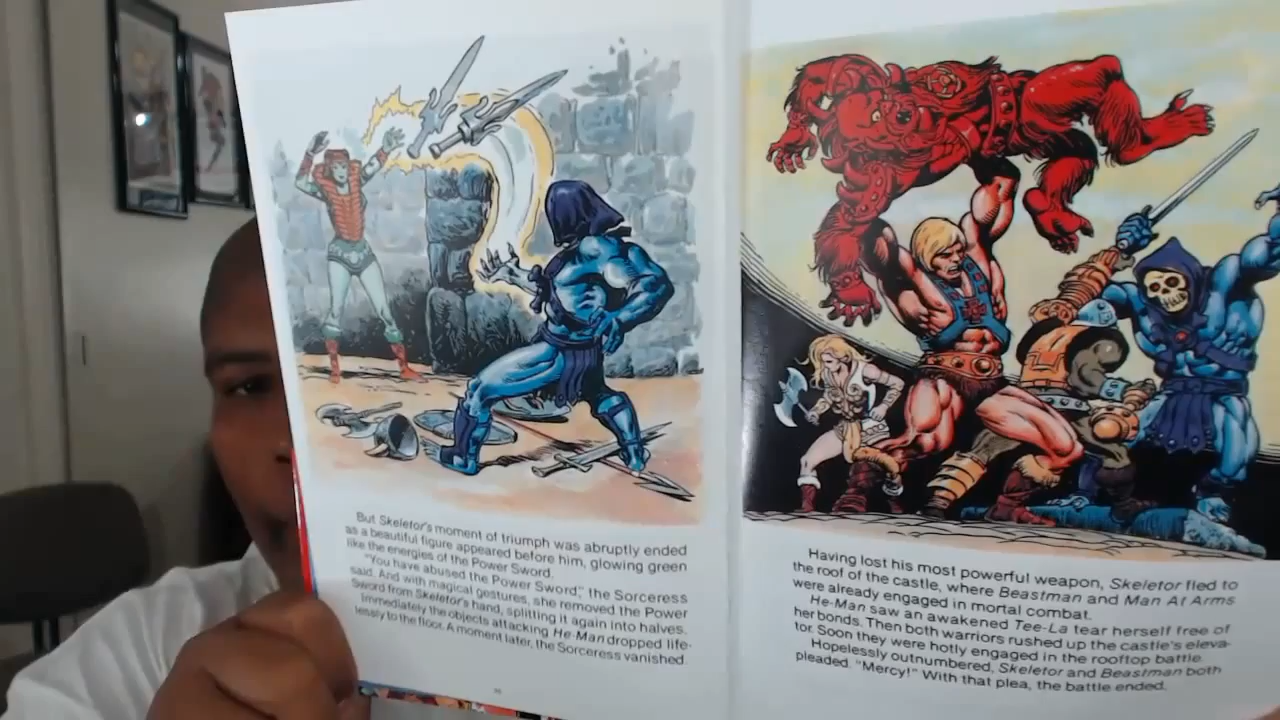 But Skeletor's moment of triumph was abruptly ended
as a beautiful figure appeared before him, glowing green
like the energies of the Power Sword.
"You have abused the Power Sword," the Sorceress
said. And with magical gestures, she removed the Power
Sword from Skeletor's hand, splitting it again into halves.
Immediately the objects attacking He-Man dropped life-
lessly to the floor. A moment later, the Sorceress vanished.
Having lost his most powerful weapon, Skeletor fled to
the roof of the castle, where Beastman and Man At Arms
were already engaged in mortal combat.
He-Man saw an awakened Tee-La tear herself free of
her bonds. Then both warriors rushed up the castle's eleva-
tor. Soon they were hotly engaged in the rooftop battle.
Hopelessly outnumbered, Skeletor and Beastman both
pleaded. "Mercy!" With that plea, the battle ended.